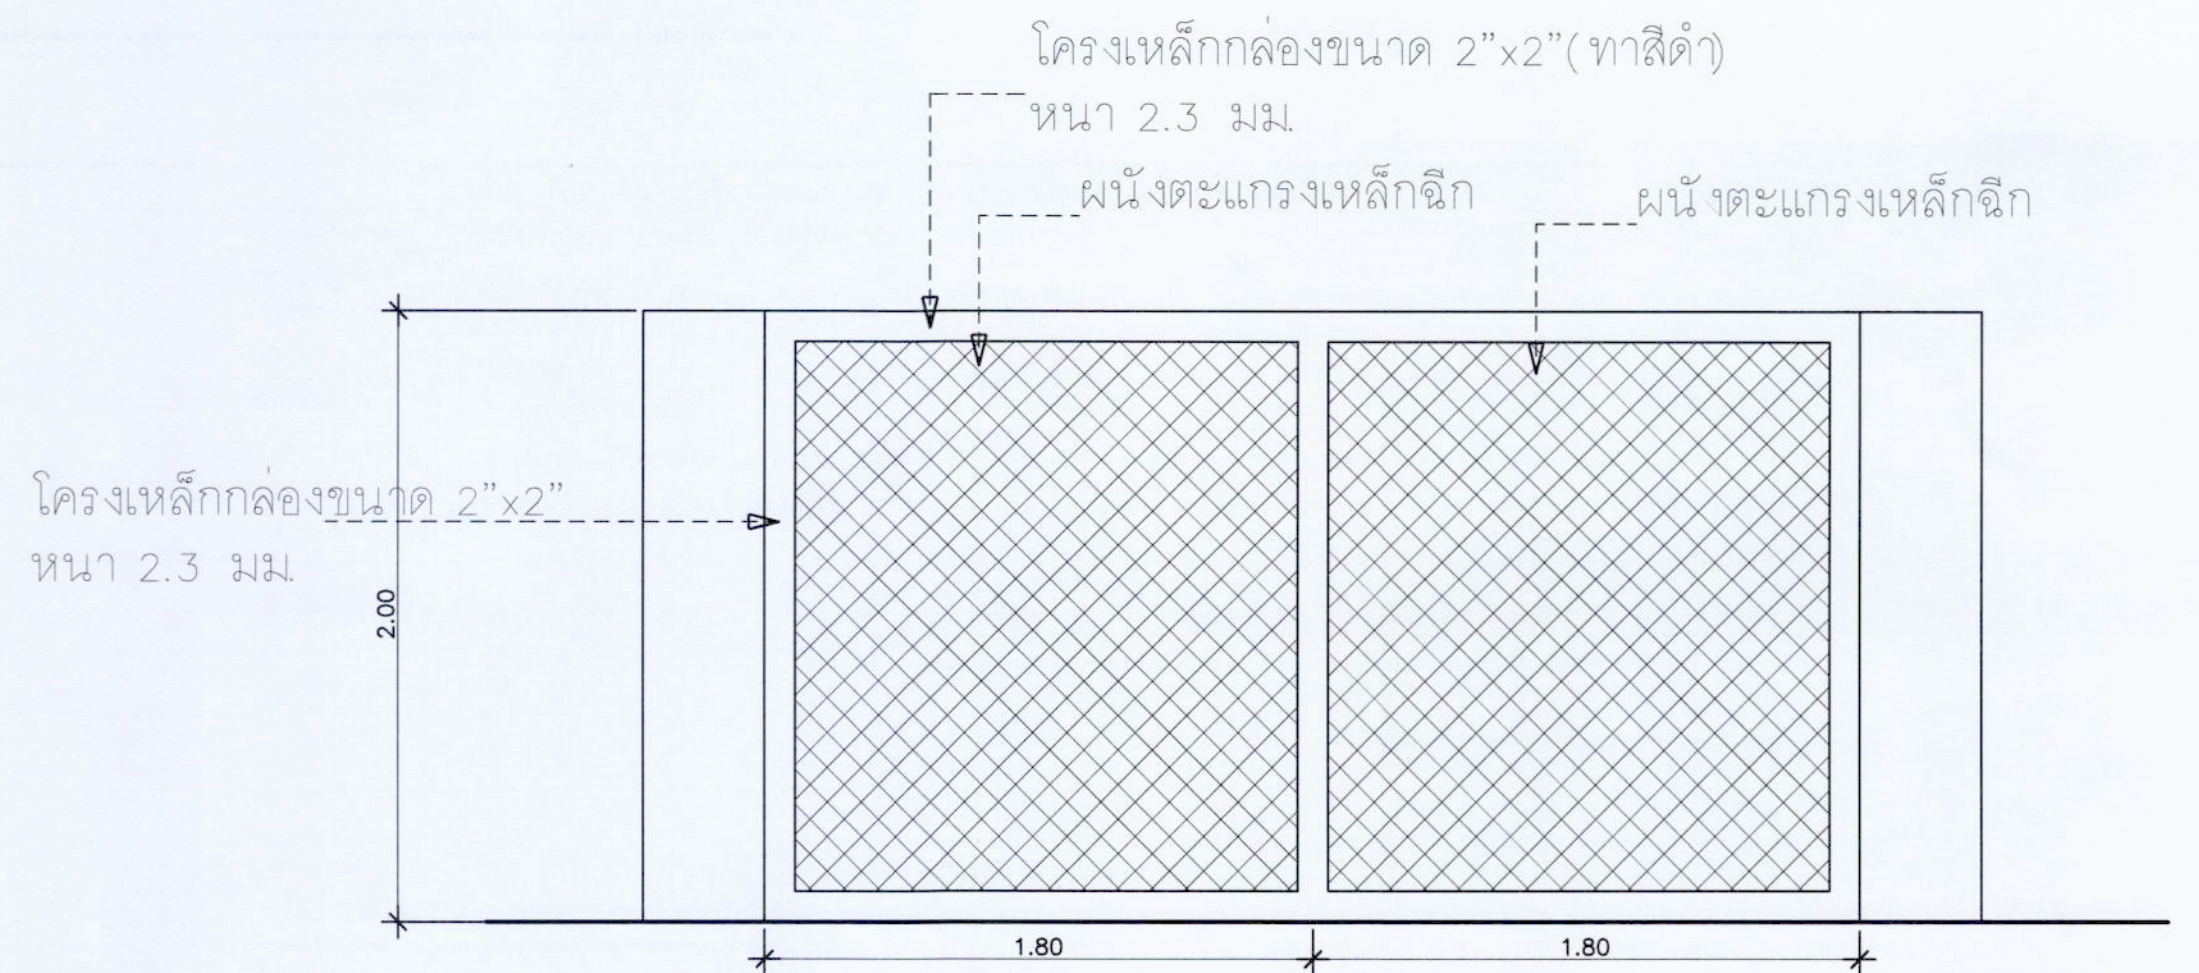 โครงเหล็กกล่องขนาด 2"x2"(ทาสีดำ)
หนา 2.3 มม.
ผนังตะแกรงเหล็กฉีก
ผนังตะแกรงเหล็กฉีก
โครงเหล็กกล่องขนาด 2"x2"
หนา 2.3 มม.
2.00
1.80
1.80